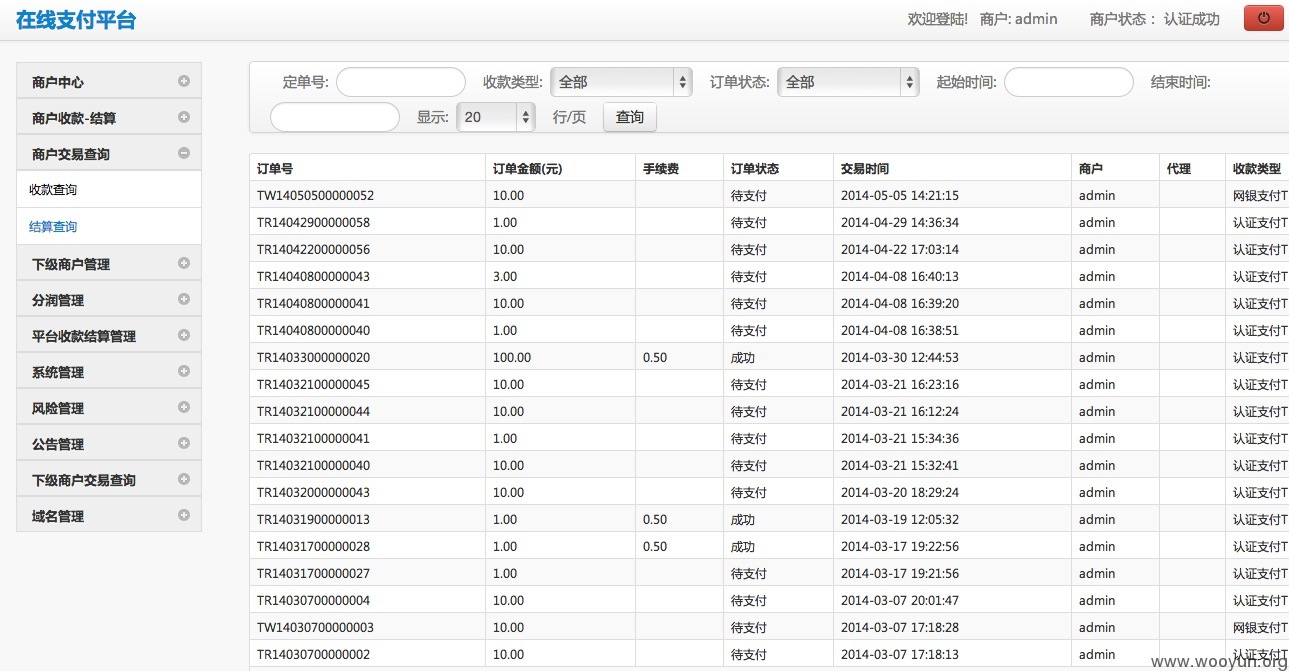 在线支付平台 欢迎登陆! 商户: admin 商户状态： 认证成功
商户中心
商户收款-结算
商户交易查询
收款查询
结算查询
下级商户管理
分润管理
平台收款结算管理
系统管理
风险管理
公告管理
下级商户交易查询
域名管理
定单号: 收款类型: 全部 订单状态: 全部 起始时间: 结束时间:
显示: 20 行/页 查询
订单号 订单金额(元) 手续费 订单状态 交易时间 商户 代理 收款类型
TW14050500000052 10.00 待支付 2014-05-05 14:21:15 admin 网银支付T
TR14042900000058 1.00 待支付 2014-04-29 14:36:34 admin 认证支付T
TR14042200000056 10.00 待支付 2014-04-22 17:03:14 admin 认证支付T
TR14040800000043 3.00 待支付 2014-04-08 16:40:13 admin 认证支付T
TR14040800000041 10.00 待支付 2014-04-08 16:39:20 admin 认证支付T
TR14040800000040 1.00 待支付 2014-04-08 16:38:51 admin 认证支付T
TR14033000000020 100.00 0.50 成功 2014-03-30 12:44:53 admin 认证支付T
TR14032100000045 10.00 待支付 2014-03-21 16:23:16 admin 认证支付T
TR14032100000044 10.00 待支付 2014-03-21 16:12:24 admin 认证支付T
TR14032100000041 1.00 待支付 2014-03-21 15:34:36 admin 认证支付T
TR14032100000040 10.00 待支付 2014-03-21 15:32:41 admin 认证支付T
TR14032000000043 10.00 待支付 2014-03-20 18:29:24 admin 认证支付T
TR14031900000013 1.00 0.50 成功 2014-03-19 12:05:32 admin 认证支付T
TR14031700000028 1.00 0.50 成功 2014-03-17 19:22:56 admin 认证支付T
TR14031700000027 1.00 待支付 2014-03-17 19:21:56 admin 认证支付T
TR14030700000004 10.00 待支付 2014-03-07 20:01:47 admin 认证支付T
TW14030700000003 10.00 待支付 2014-03-07 17:18:28 admin 网银支付T
TR14030700000002 10.00 待支付 2014-03-07 17:18:13 admin 认证支付T
www.wooyun.org